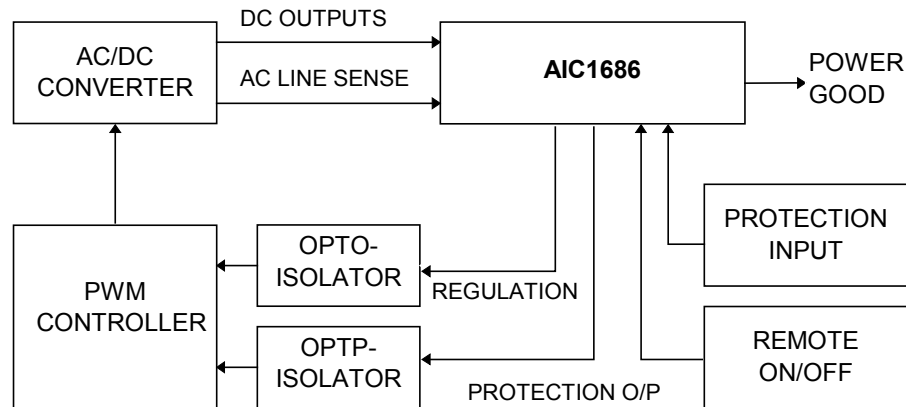 DC OUTPUTS
AC/DC
CONVERTER
AC LINE SENSE
AIC1686
POWER
GOOD
PROTECTION
INPUT
OPTO-
ISOLATOR
REGULATION
PWM
CONTROLLER
OPTP-
ISOLATOR
PROTECTION O/P
REMOTE
ON/OFF